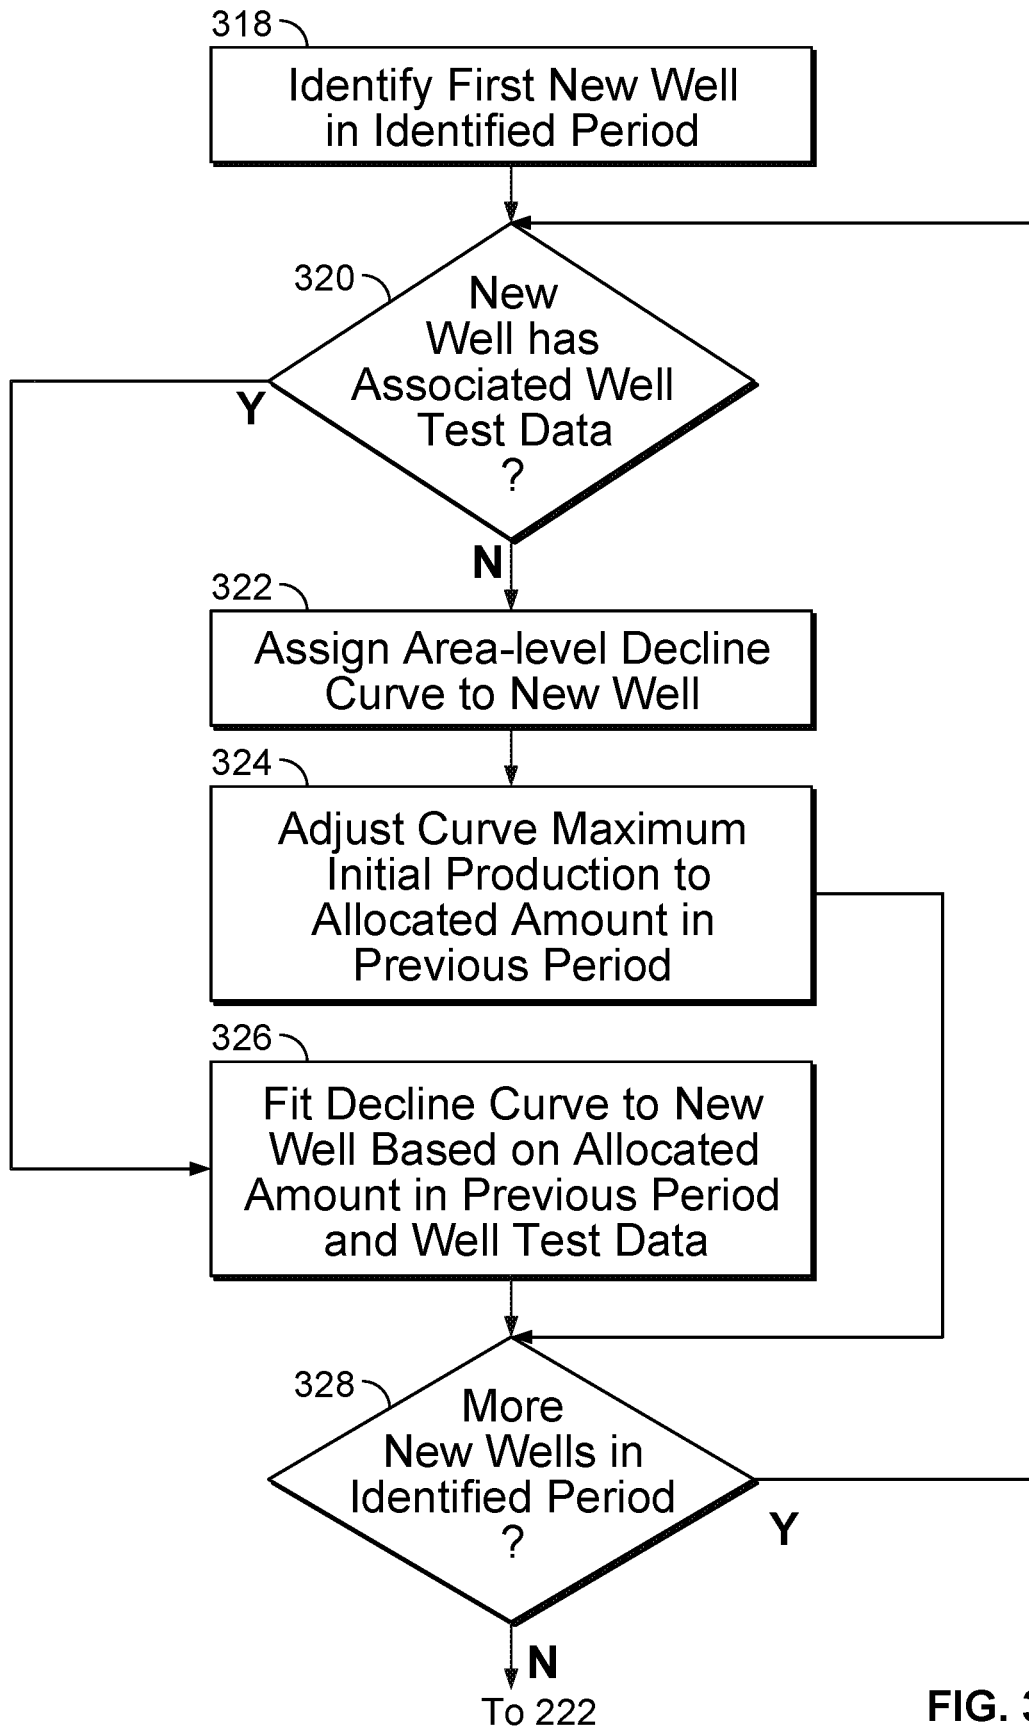 318
Identify First New Well
in Identified Period
320
New
Well has
Associated Well
Test Data
?
Y
N
322
Assign Area-level Decline
Curve to New Well
324
Adjust Curve Maximum
Initial Production to
Allocated Amount in
Previous Period
326
Fit Decline Curve to New
Well Based on Allocated
Amount in Previous Period
and Well Test Data
328
More
New Wells in
Identified Period
?
Y
N
To 222
FIG.